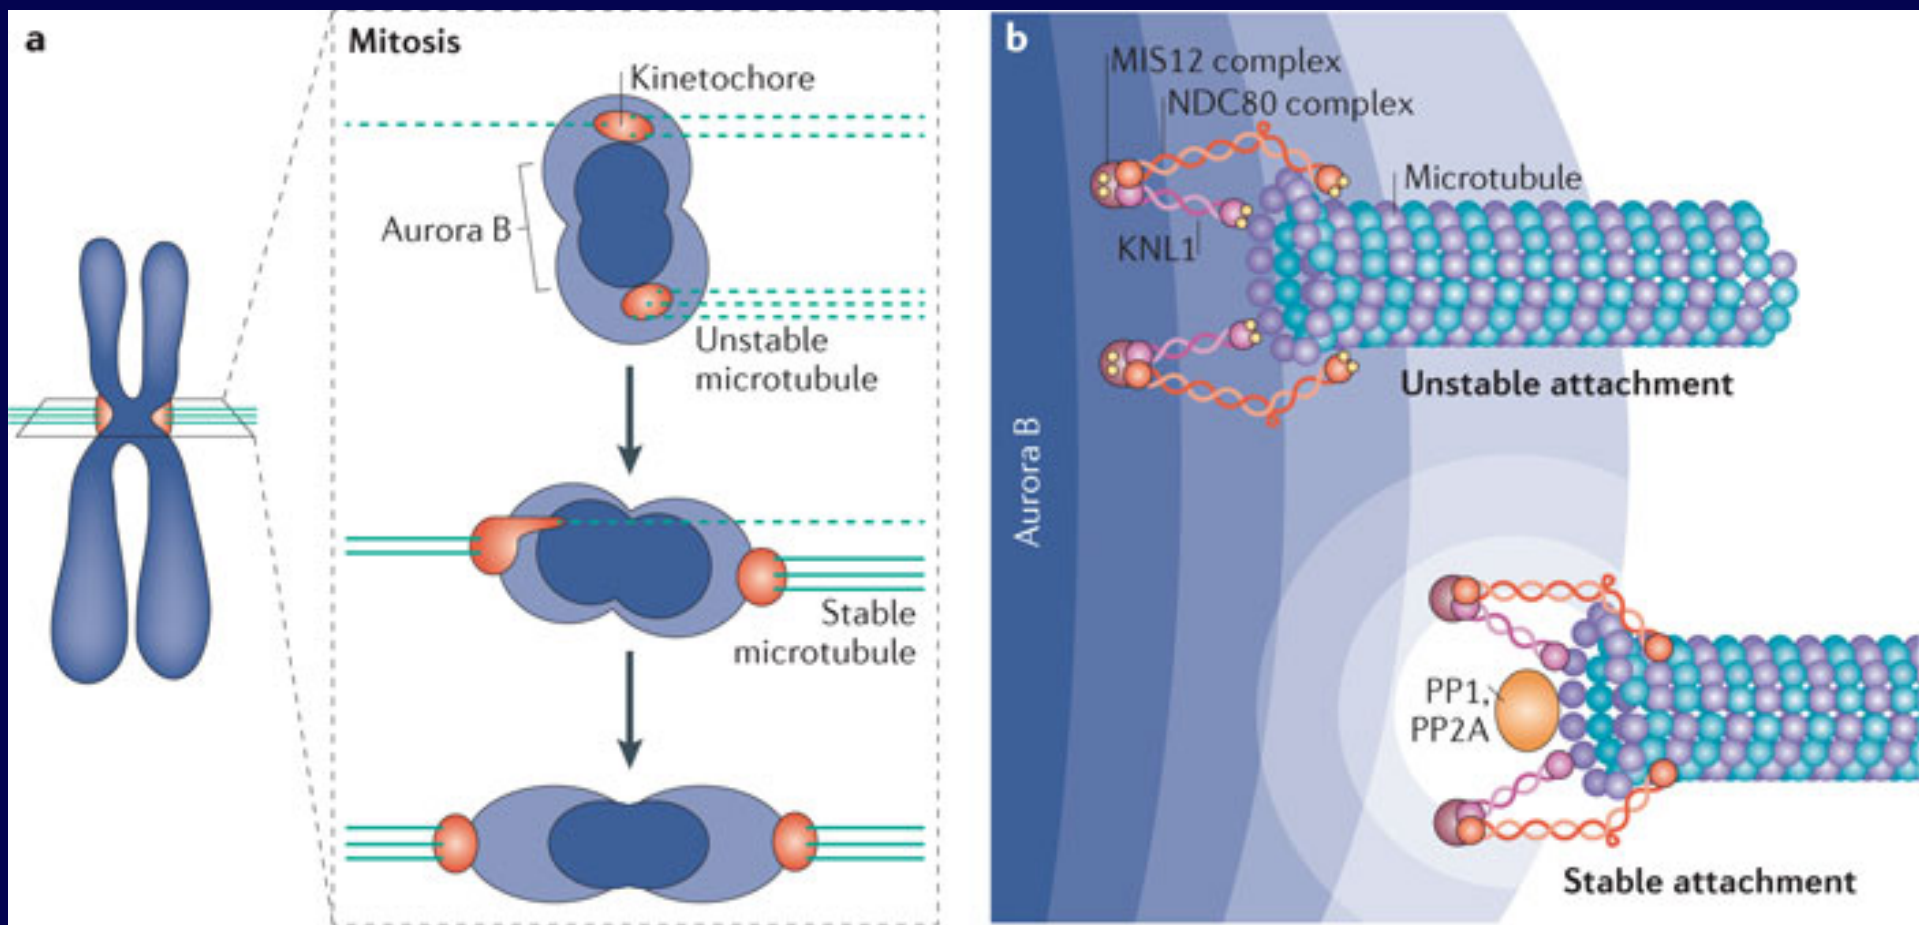 a
Mitosis
Kinetochore
Aurora B
Unstable
microtubule
Stable
microtubule
b
MIS12 complex
NDC80 complex
Microtubule
KNL1
Unstable attachment
Aurora B
PP1,
PP2A
Stable attachment